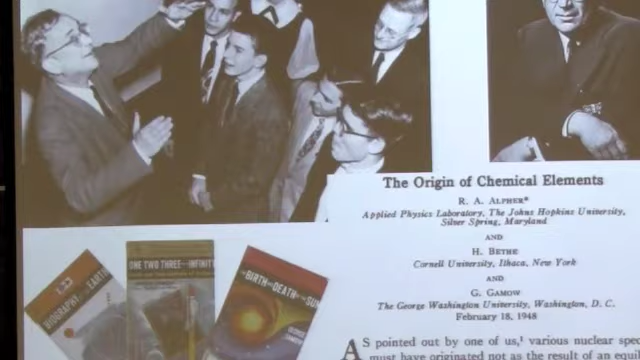 The Origin of Chemical Elements
R. A. ALPHER*
Applied Physics Laboratory, The Johns Hopkins University,
Silver Spring, Maryland
AND
H. BETHE
Cornell University, Ithaca, New York
AND
G. GAMOW
The George Washington University, Washington, D. C.
February 18, 1948
AS pointed out by one of us,¹ various nuclear spe
must have originated not as the result of an equ
BIOGRAPHY
EARTH
ONE TWO THREE...INFINITY
THE BIRTH AND DEATH OF THE SUN